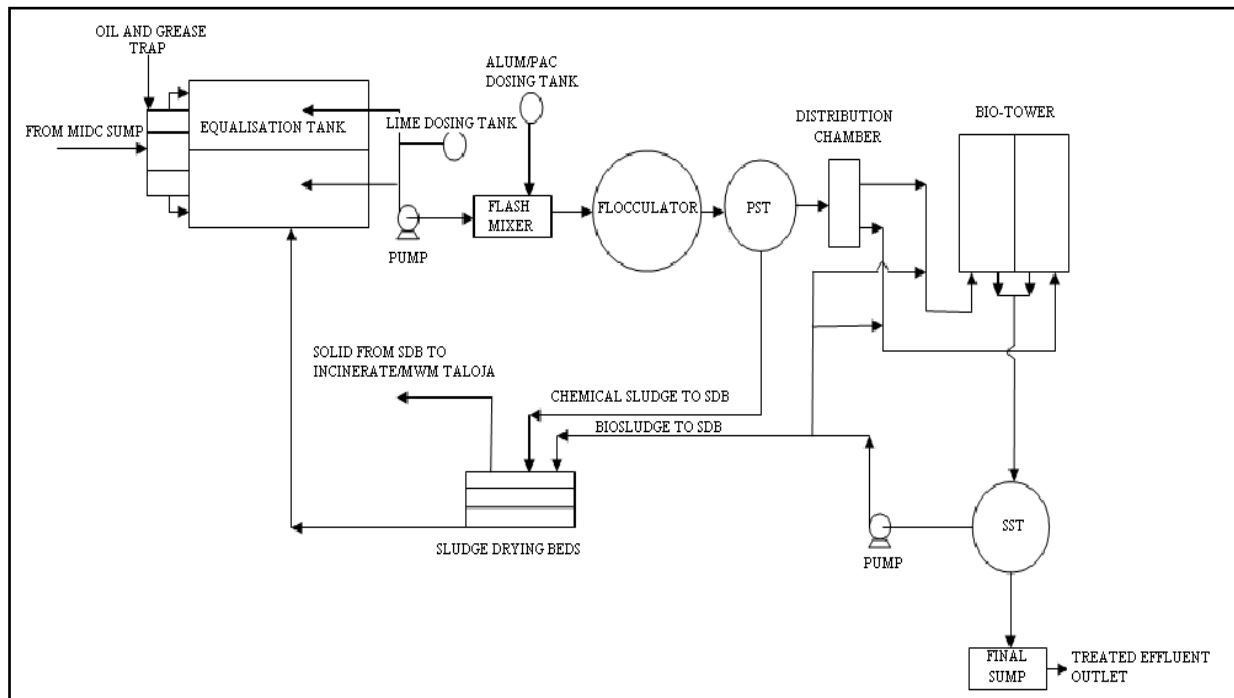 OIL AND GREASE
TRAP
ALUM/PAC
DOSING TANK
FROM MIDC SUMP
EQUALISATION TANK
LIME DOSING TANK
DISTRIBUTION
CHAMBER
BIO-TOWER
FLASH
MIXER
FLOCCULATOR
PST
PUMP
SOLID FROM SDB TO
INCINERATE/MWM TALOJA
CHEMICAL SLUDGE TO SDB
BIOSLUDGE TO SDB
SLUDGE DRYING BEDS
PUMP
SST
FINAL
SUMP
TREATED EFFLUENT
OUTLET